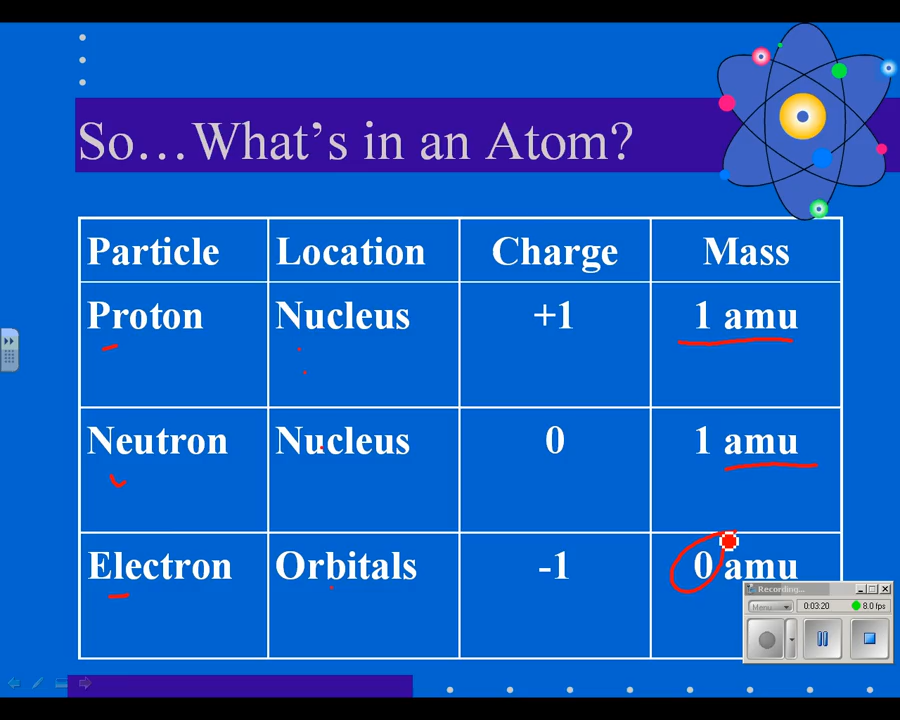 So…What's in an Atom?
Particle Location Charge Mass
Proton Nucleus +1 1 amu
Neutron Nucleus 0 1 amu
Electron Orbitals -1 0 amu
Recording...
Menu 0:03:20 8.0 fps